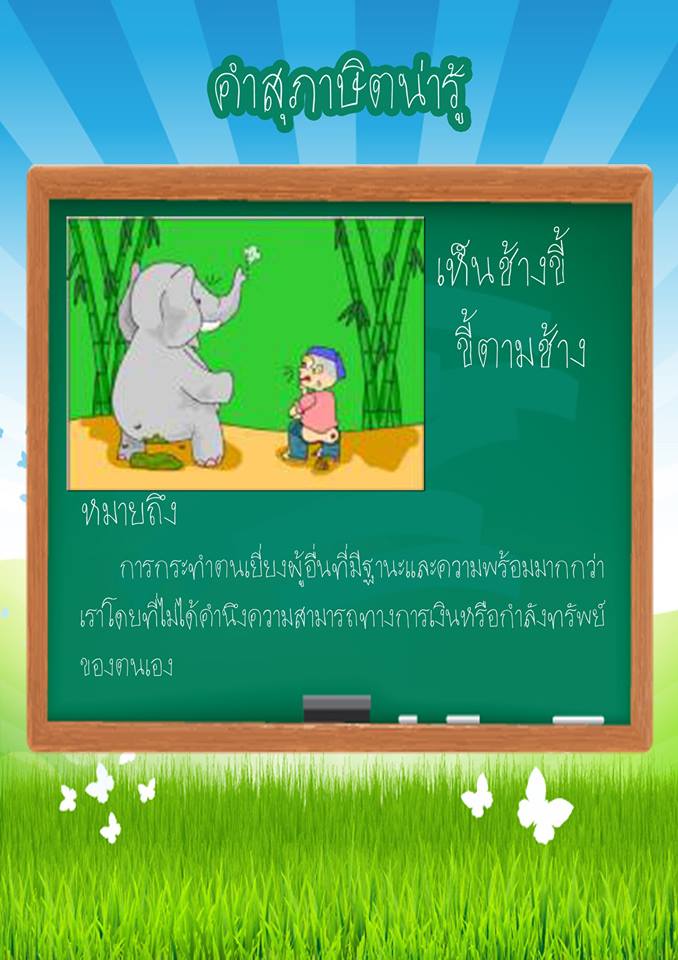 คำสุภาษิตน่ารู้
เห็นช้างขี้
ขี้ตามช้าง
หมายถึง
การกระทำตนเยี่ยงผู้อื่นที่มีฐานะและความพร้อมมากกว่า
เราโดยที่ไม่ได้คำนึงความสามารถทางการเงินหรือกำลังทรัพย์
ของตนเอง